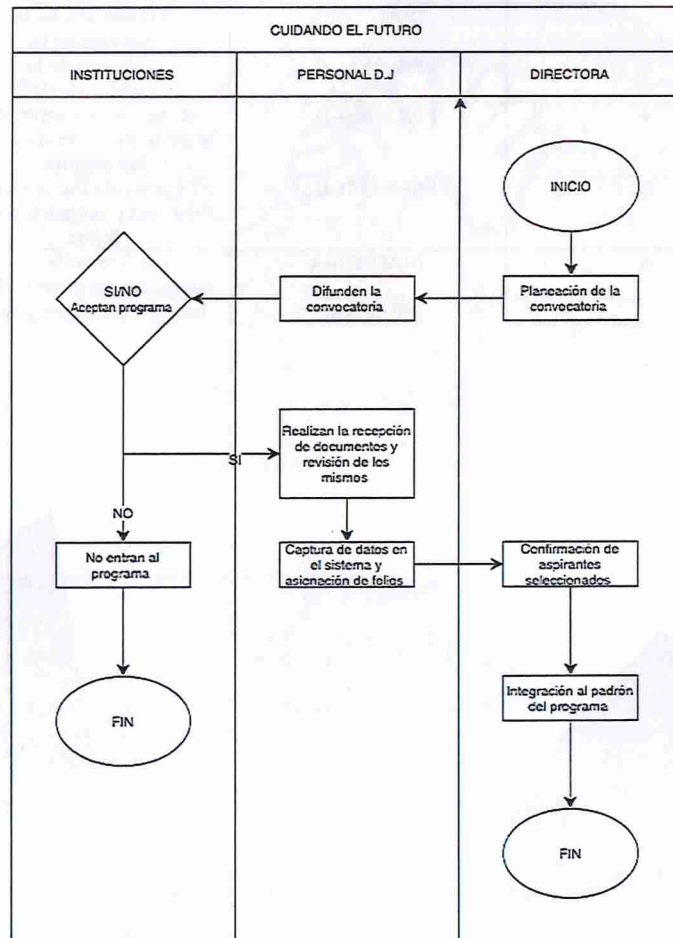 CUIDANDO EL FUTURO
INSTITUCIONES
PERSONAL D.J
DIRECTORA
INICIO
SI/NO
Aceptan programa
Difunden la
convocatoria
Planeación de la
convocatoria
Realizan la recepción
de documentos y
revisión de los
mismos
SI
NO
No entran al
programa
Captura de datos en
el sistema y
asignación de folios
Confirmación de
aspirantes
seleccionados
Integración al padrón
del programa
FIN
FIN